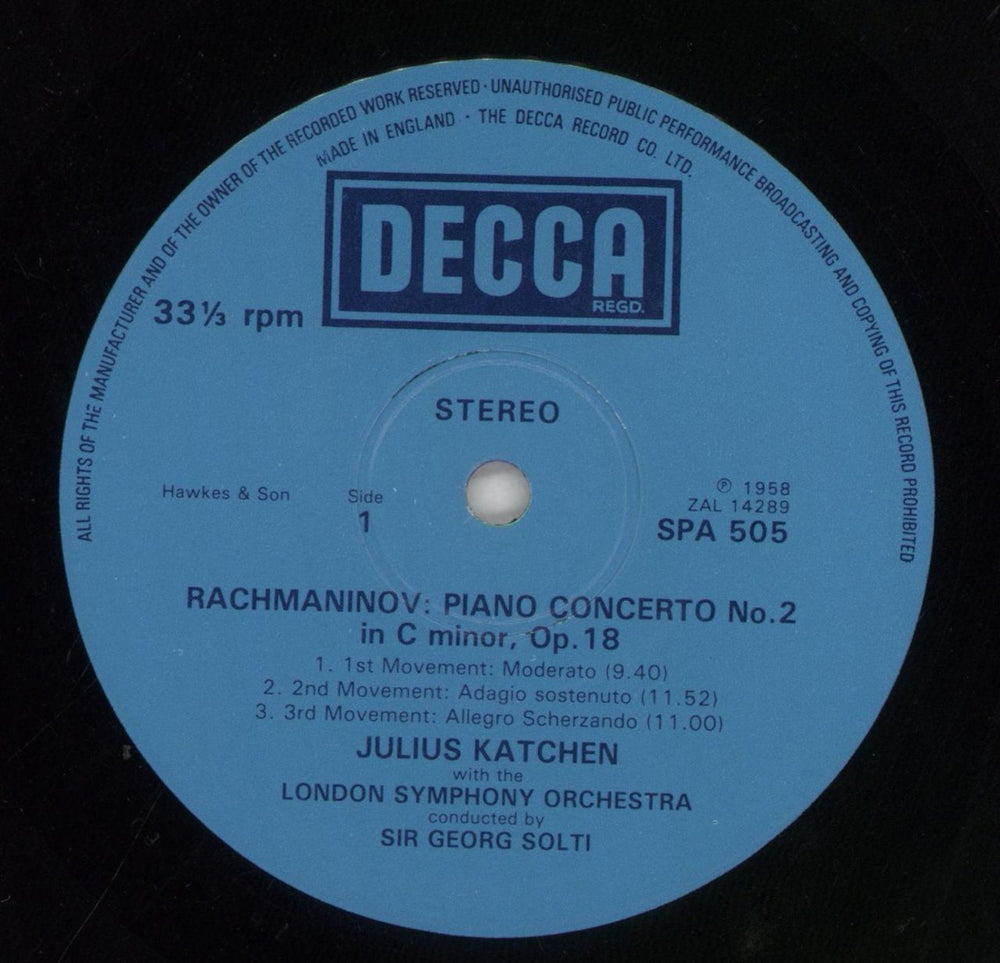 ALL RIGHTS OF THE MANUFACTURER AND OF THE OWNER OF THE RECORDED WORK RESERVED · UNAUTHORISED PUBLIC PERFORMANCE BROADCASTING AND COPYING OF THIS RECORD PROHIBITED
MADE IN ENGLAND · THE DECCA RECORD CO. LTD.
DECCA
REGD.
33⅓ rpm
STEREO
Hawkes & Son
Side
1
℗ 1958
ZAL 14289
SPA 505
RACHMANINOV: PIANO CONCERTO No.2
in C minor, Op.18
1. 1st Movement: Moderato (9.40)
2. 2nd Movement: Adagio sostenuto (11.52)
3. 3rd Movement: Allegro Scherzando (11.00)
JULIUS KATCHEN
with the
LONDON SYMPHONY ORCHESTRA
conducted by
SIR GEORG SOLTI